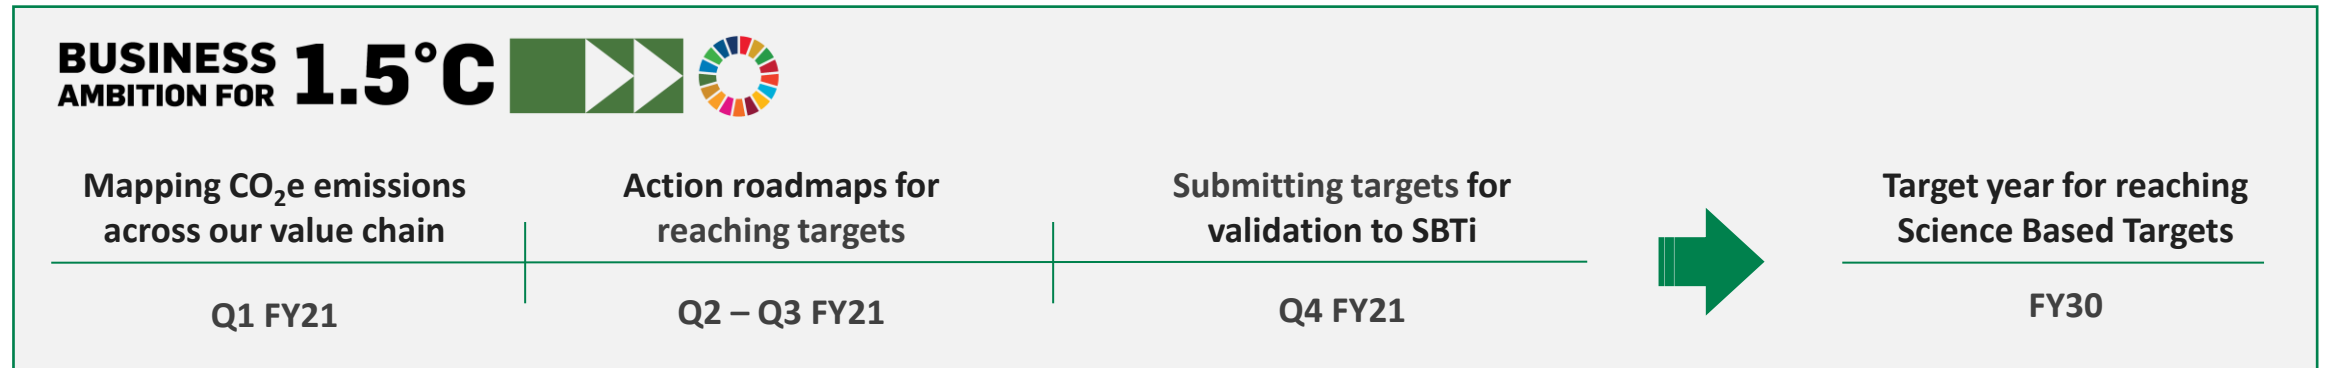 BUSINESS
AMBITION FOR
1.5°C
Mapping CO₂e emissions
across our value chain
Q1 FY21
Action roadmaps for
reaching targets
Q2 – Q3 FY21
Submitting targets for
validation to SBTi
Q4 FY21
Target year for reaching
Science Based Targets
FY30